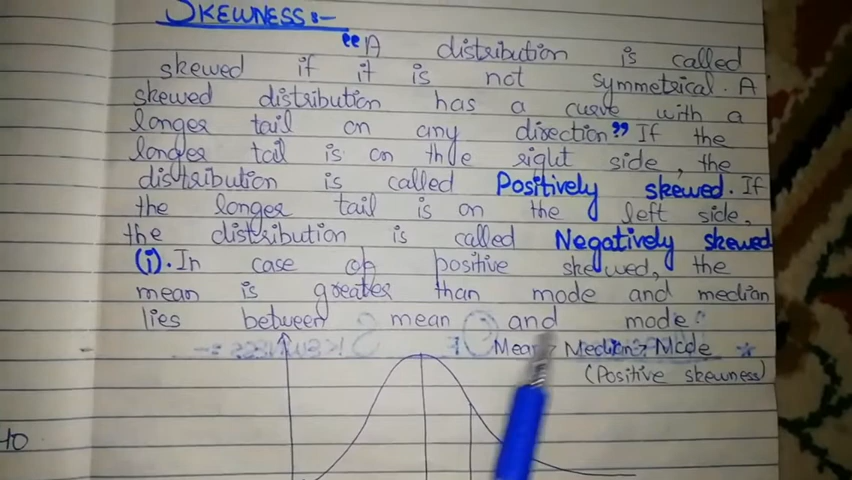 SKEWNESS:-
"A distribution is called
skewed if it is not symmetrical. A
skewed distribution has a curve with a
longer tail on any direction" If the
longer tail is on the right side, the
distribution is called Positively skewed. If
the longer tail is on the left side,
the distribution is called Negatively skewed
(i). In case of positive skewed, the
mean is greater than mode and median
lies between mean and mode.
Mean > Median > Mode
(Positive skewness)
10